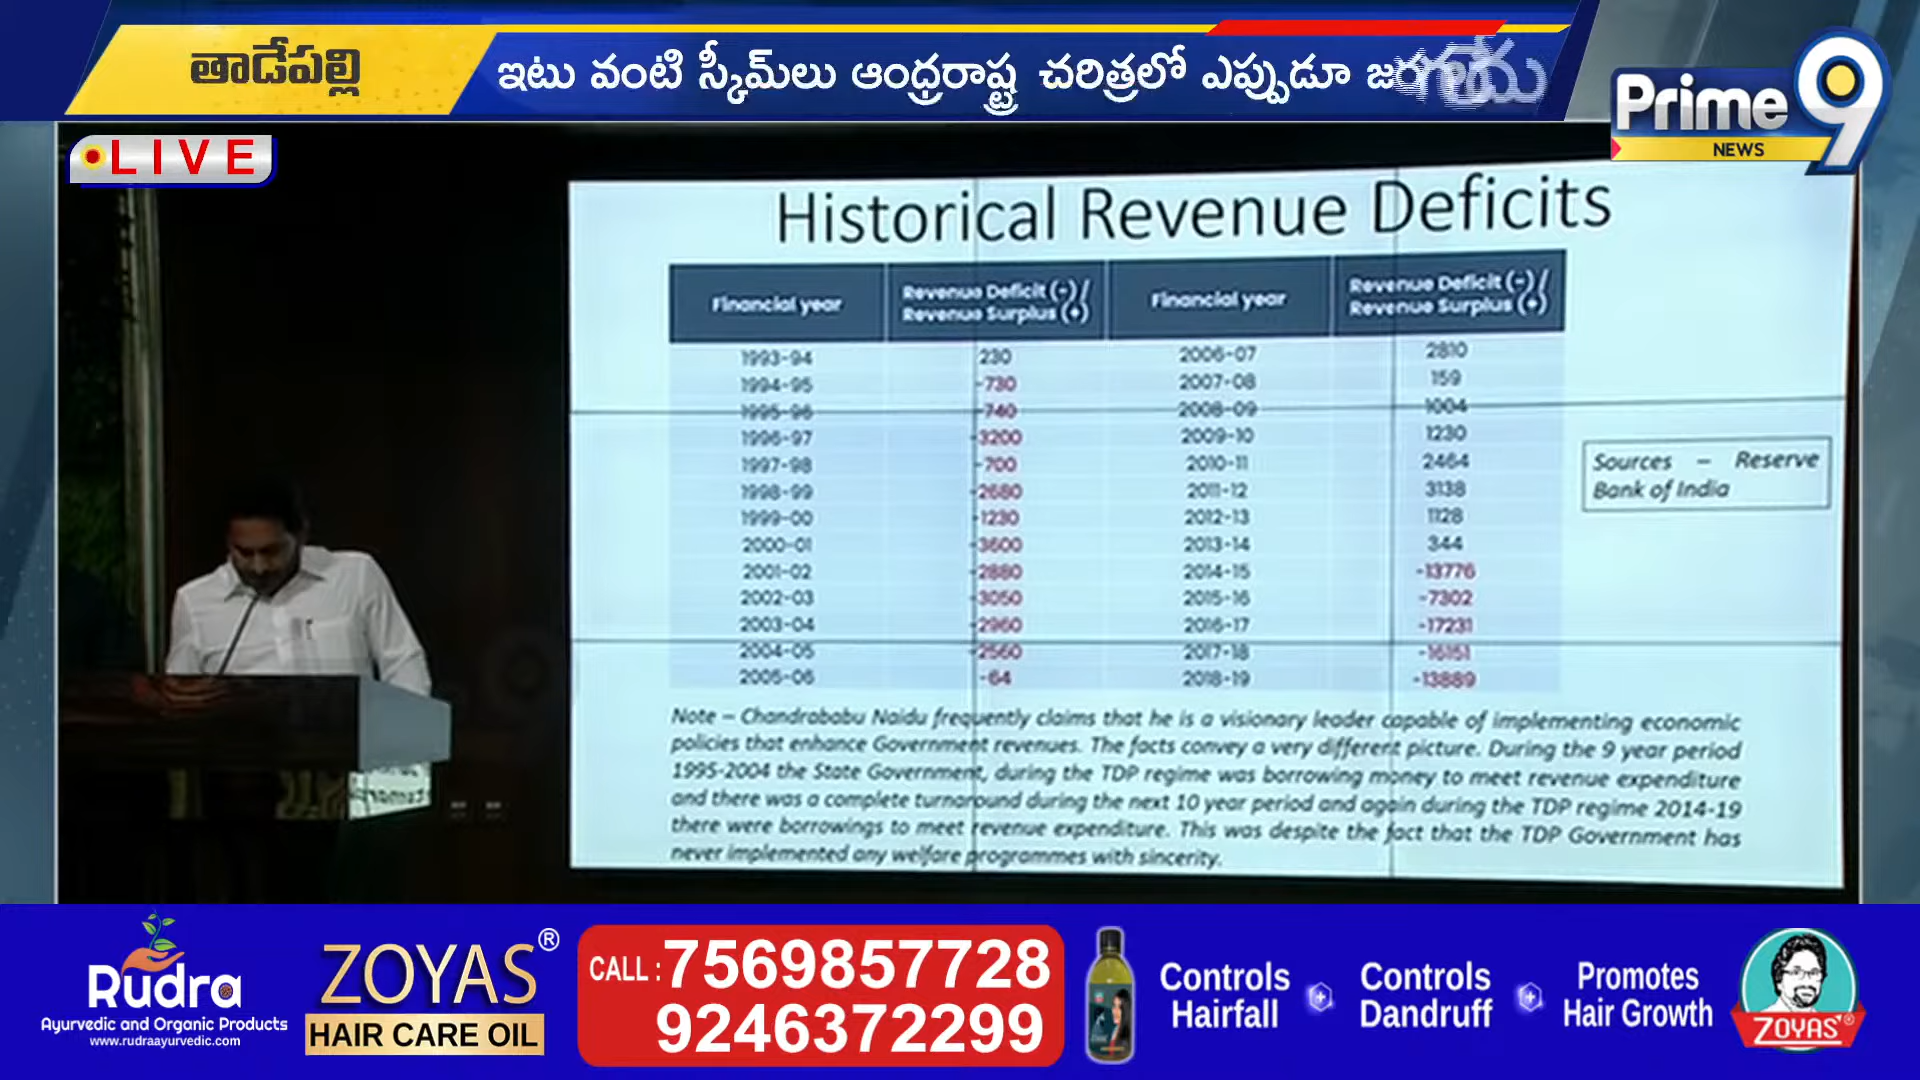 తాడేపల్లి
ఇటు వంటి స్కీమ్‌లు ఆంధ్రరాష్ట్ర చరిత్రలో ఎప్పుడూ
Prime 9
NEWS
LIVE
Historical Revenue Deficits
Financial year | Revenue Deficit (-) / Revenue Surplus (+) | Financial year | Revenue Deficit (-) / Revenue Surplus (+)
1993-94 230 2006-07 2810
1994-95 -730 2007-08 159
1995-96 -740 2008-09 1004
1996-97 -3200 2009-10 1230
1997-98 -700 2010-11 2464
1998-99 -2680 2011-12 3138
1999-00 -1230 2012-13 1128
2000-01 -3600 2013-14 344
2001-02 -2880 2014-15 -13776
2002-03 -3050 2015-16 -7302
2003-04 -2960 2016-17 -17231
2004-05 -2560 2017-18 -16151
2005-06 -64 2018-19 -13889
Sources – Reserve
Bank of India
Note – Chandrababu Naidu frequently claims that he is a visionary leader capable of implementing economic
policies that enhance Government revenues. The facts convey a very different picture. During the 9 year period
1995-2004 the State Government, during the TDP regime was borrowing money to meet revenue expenditure
and there was a complete turnaround during the next 10 year period and again during the TDP regime 2014-19
there were borrowings to meet revenue expenditure. This was despite the fact that the TDP Government has
never implemented any welfare programmes with sincerity.
Rudra
Ayurvedic and Organic Products
www.rudraayurvedic.com
ZOYAS®
HAIR CARE OIL
CALL : 7569857728
9246372299
Controls
Hairfall
Controls
Dandruff
Promotes
Hair Growth
ZOYAS®